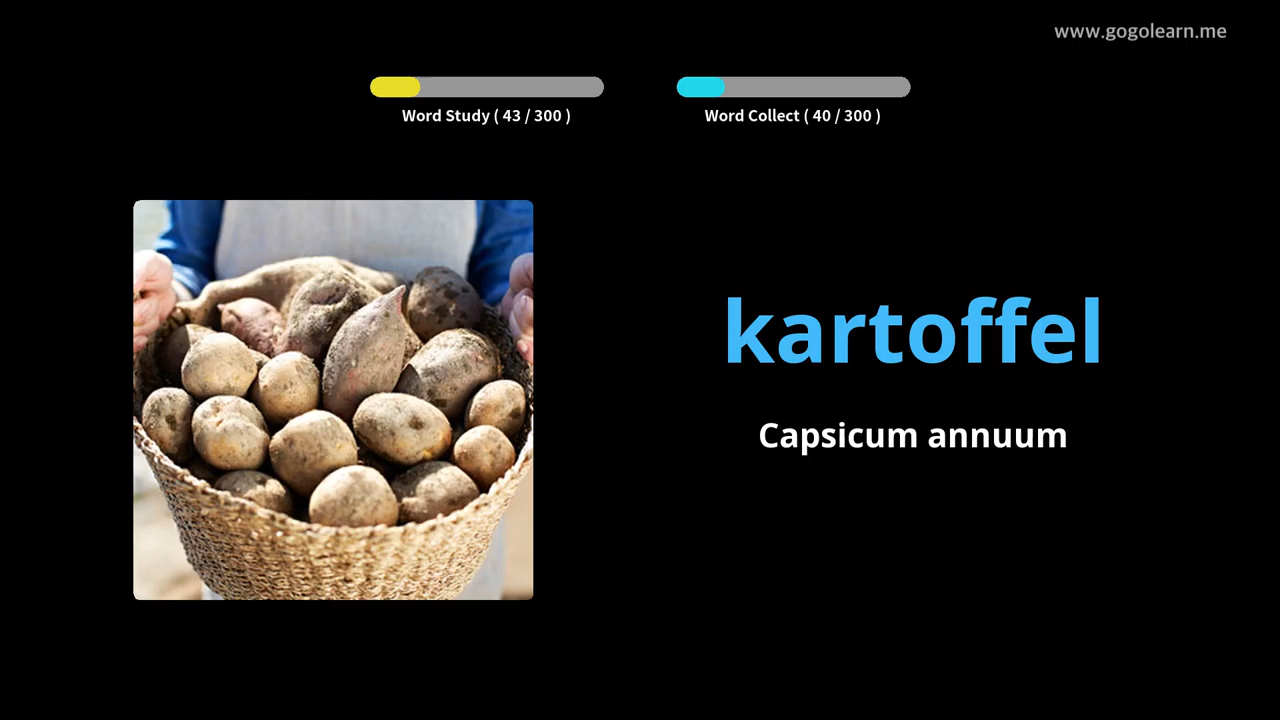 www.gogolearn.me
Word Study ( 43 / 300 )
Word Collect ( 40 / 300 )
kartoffel
Capsicum annuum